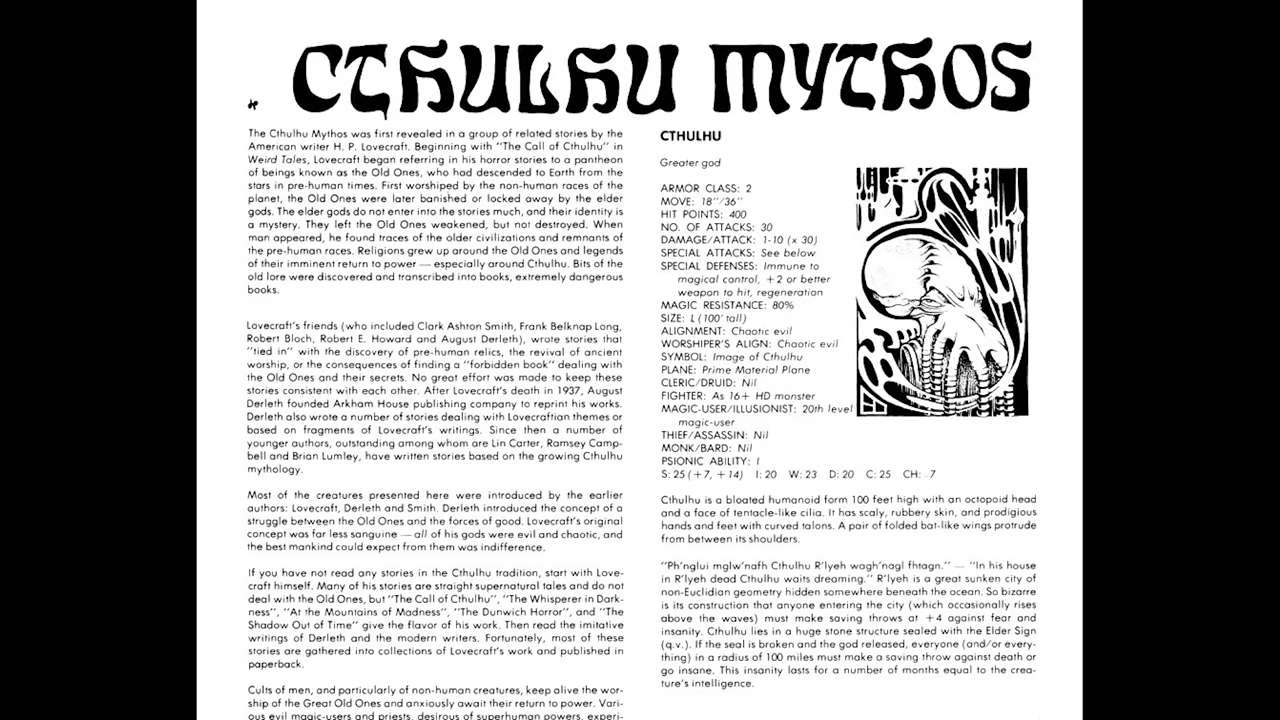 CTHULHU MYTHOS
The Cthulhu Mythos was first revealed in a group of related stories by the
American writer H. P. Lovecraft. Beginning with "The Call of Cthulhu" in
Weird Tales, Lovecraft began referring in his horror stories to a pantheon
of beings known as the Old Ones, who had descended to Earth from the
stars in pre-human times. First worshiped by the non-human races of the
planet, the Old Ones were later banished or locked away by the elder
gods. The elder gods do not enter into the stories much, and their identity is
a mystery. They left the Old Ones weakened, but not destroyed. When
man appeared, he found traces of the older civilizations and remnants of
the pre-human races. Religions grew up around the Old Ones and legends
of their imminent return to power — especially around Cthulhu. Bits of the
old lore were discovered and transcribed into books, extremely dangerous
books.
Lovecraft's friends (who included Clark Ashton Smith, Frank Belknap Long,
Robert Bloch, Robert E. Howard and August Derleth), wrote stories that
"tied in" with the discovery of pre-human relics, the revival of ancient
worship, or the consequences of finding a "forbidden book" dealing with
the Old Ones and their secrets. No great effort was made to keep these
stories consistent with each other. After Lovecraft's death in 1937, August
Derleth founded Arkham House publishing company to reprint his works.
Derleth also wrote a number of stories dealing with Lovecraftian themes or
based on fragments of Lovecraft's writings. Since then a number of
younger authors, outstanding among whom are Lin Carter, Ramsey Camp-
bell and Brian Lumley, have written stories based on the growing Cthulhu
mythology.
Most of the creatures presented here were introduced by the earlier
authors: Lovecraft, Derleth and Smith. Derleth introduced the concept of a
struggle between the Old Ones and the forces of good. Lovecraft's original
concept was far less sanguine — all of his gods were evil and chaotic, and
the best mankind could expect from them was indifference.
If you have not read any stories in the Cthulhu tradition, start with Love-
craft himself. Many of his stories are straight supernatural tales and do not
deal with the Old Ones, but "The Call of Cthulhu", "The Whisperer in Dark-
ness", "At the Mountains of Madness", "The Dunwich Horror", and "The
Shadow Out of Time" give the flavor of his work. Then read the imitative
writings of Derleth and the modern writers. Fortunately, most of these
stories are gathered into collections of Lovecraft's work and published in
paperback.
Cults of men, and particularly of non-human creatures, keep alive the wor-
ship of the Great Old Ones and anxiously await their return to power. Vari-
ous evil magic-users and priests, desirous of superhuman powers, experi-
CTHULHU
Greater god
ARMOR CLASS: 2
MOVE: 18"/36"
HIT POINTS: 400
NO. OF ATTACKS: 30
DAMAGE/ATTACK: 1-10 (x 30)
SPECIAL ATTACKS: See below
SPECIAL DEFENSES: Immune to
magical control, +2 or better
weapon to hit, regeneration
MAGIC RESISTANCE: 80%
SIZE: L (100' tall)
ALIGNMENT: Chaotic evil
WORSHIPER'S ALIGN: Chaotic evil
SYMBOL: Image of Cthulhu
PLANE: Prime Material Plane
CLERIC/DRUID: Nil
FIGHTER: As 16+ HD monster
MAGIC-USER/ILLUSIONIST: 20th level
magic-user
THIEF/ASSASSIN: Nil
MONK/BARD: Nil
PSIONIC ABILITY: I
S: 25 (+7, +14) I: 20 W: 23 D: 20 C: 25 CH: -7
Cthulhu is a bloated humanoid form 100 feet high with an octopoid head
and a face of tentacle-like cilia. It has scaly, rubbery skin, and prodigious
hands and feet with curved talons. A pair of folded bat-like wings protrude
from between its shoulders.
"Ph'nglui mglw'nafh Cthulhu R'lyeh wagh'nagl fhtagn." — "In his house
in R'lyeh dead Cthulhu waits dreaming." R'lyeh is a great sunken city of
non-Euclidian geometry hidden somewhere beneath the ocean. So bizarre
is its construction that anyone entering the city (which occasionally rises
above the waves) must make saving throws at +4 against fear and
insanity. Cthulhu lies in a huge stone structure sealed with the Elder Sign
(q.v.). If the seal is broken and the god released, everyone (and/or every-
thing) in a radius of 100 miles must make a saving throw against death or
go insane. This insanity lasts for a number of months equal to the crea-
ture's intelligence.